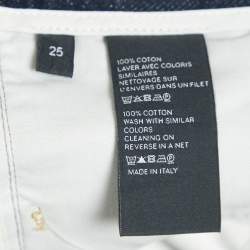 25
100% COTTON
LAVER AVEC COLORIS
SIMILAIRES
NETTOYAGE SUR
L'ENVERS DANS UN FILET
100% COTTON
WASH WITH SIMILAR
COLORS
CLEANING ON
REVERSE IN A NET
MADE IN ITALY